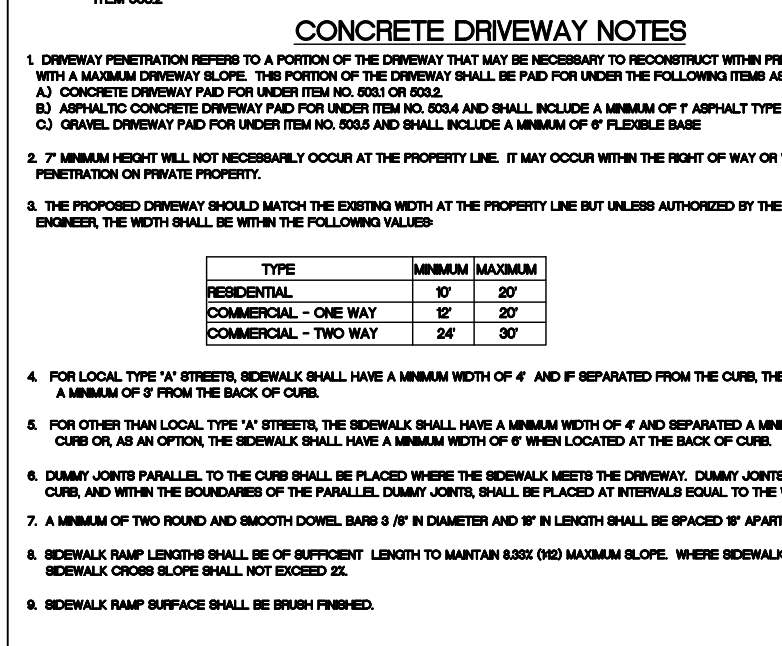 ITEM 503.2
CONCRETE DRIVEWAY NOTES
1. DRIVEWAY PENETRATION REFERS TO A PORTION OF THE DRIVEWAY THAT MAY BE NECESSARY TO RECONSTRUCT WITHIN PRI
WITH A MAXIMUM DRIVEWAY SLOPE. THIS PORTION OF THE DRIVEWAY SHALL BE PAID FOR UNDER THE FOLLOWING ITEMS AS
A.) CONCRETE DRIVEWAY PAID FOR UNDER ITEM NO. 503.1 OR 503.2.
B.) ASPHALTIC CONCRETE DRIVEWAY PAID FOR UNDER ITEM NO. 503.4 AND SHALL INCLUDE A MINIMUM OF 1" ASPHALT TYPE
C.) GRAVEL DRIVEWAY PAID FOR UNDER ITEM NO. 503.5 AND SHALL INCLUDE A MINIMUM OF 6" FLEXIBLE BASE
2. 7" MINIMUM HEIGHT WILL NOT NECESSARILY OCCUR AT THE PROPERTY LINE. IT MAY OCCUR WITHIN THE RIGHT OF WAY OR
PENETRATION ON PRIVATE PROPERTY.
3. THE PROPOSED DRIVEWAY SHOULD MATCH THE EXISTING WIDTH AT THE PROPERTY LINE BUT UNLESS AUTHORIZED BY THE
ENGINEER, THE WIDTH SHALL BE WITHIN THE FOLLOWING VALUES:
TYPE MINIMUM MAXIMUM
RESIDENTIAL 10' 20'
COMMERCIAL - ONE WAY 12' 20'
COMMERCIAL - TWO WAY 24' 30'
4. FOR LOCAL TYPE "A" STREETS, SIDEWALK SHALL HAVE A MINIMUM WIDTH OF 4' AND IF SEPARATED FROM THE CURB, THE
A MINIMUM OF 3' FROM THE BACK OF CURB.
5. FOR OTHER THAN LOCAL TYPE "A" STREETS, THE SIDEWALK SHALL HAVE A MINIMUM WIDTH OF 4' AND SEPARATED A MINI
CURB OR, AS AN OPTION, THE SIDEWALK SHALL HAVE A MINIMUM WIDTH OF 6' WHEN LOCATED AT THE BACK OF CURB.
6. DUMMY JOINTS PARALLEL TO THE CURB SHALL BE PLACED WHERE THE SIDEWALK MEETS THE DRIVEWAY. DUMMY JOINTS
CURB, AND WITHIN THE BOUNDARIES OF THE PARALLEL DUMMY JOINTS, SHALL BE PLACED AT INTERVALS EQUAL TO THE
7. A MINIMUM OF TWO ROUND AND SMOOTH DOWEL BARS 3 /8" IN DIAMETER AND 18" IN LENGTH SHALL BE SPACED 18" APART
8. SIDEWALK RAMP LENGTHS SHALL BE OF SUFFICIENT LENGTH TO MAINTAIN 8.33% (1:12) MAXIMUM SLOPE. WHERE SIDEWALK
SIDEWALK CROSS SLOPE SHALL NOT EXCEED 2%.
9. SIDEWALK RAMP SURFACE SHALL BE BRUSH FINISHED.